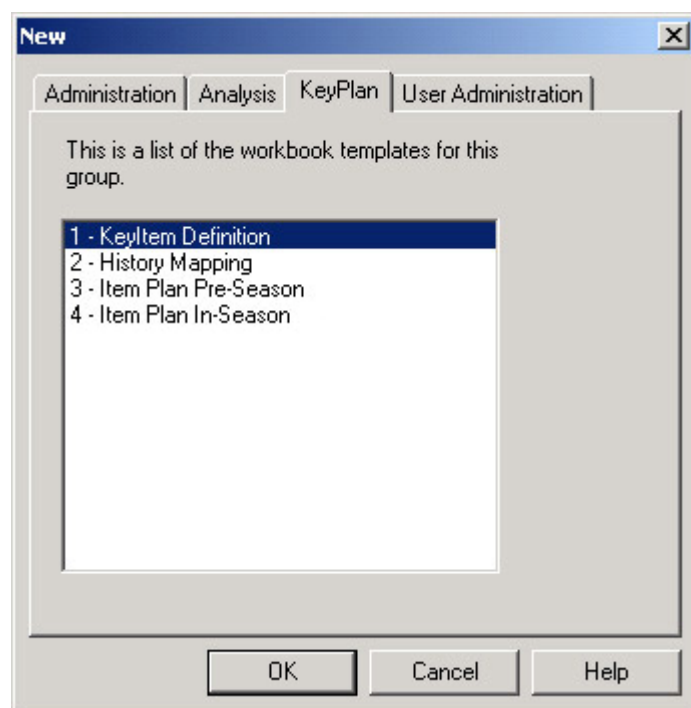 New
Administration Analysis KeyPlan User Administration
This is a list of the workbook templates for this
group.
1 - KeyItem Definition
2 - History Mapping
3 - Item Plan Pre-Season
4 - Item Plan In-Season
OK Cancel Help